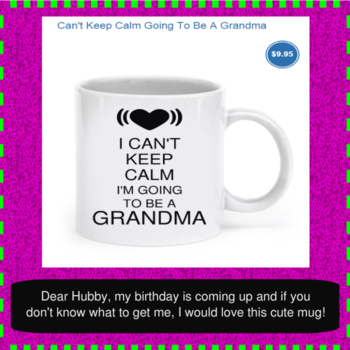 Can't Keep Calm Going To Be A Grandma
$9.95
I CAN'T
KEEP
CALM
I'M GOING
TO BE A
GRANDMA
Dear Hubby, my birthday is coming up and if you
don't know what to get me, I would love this cute mug!